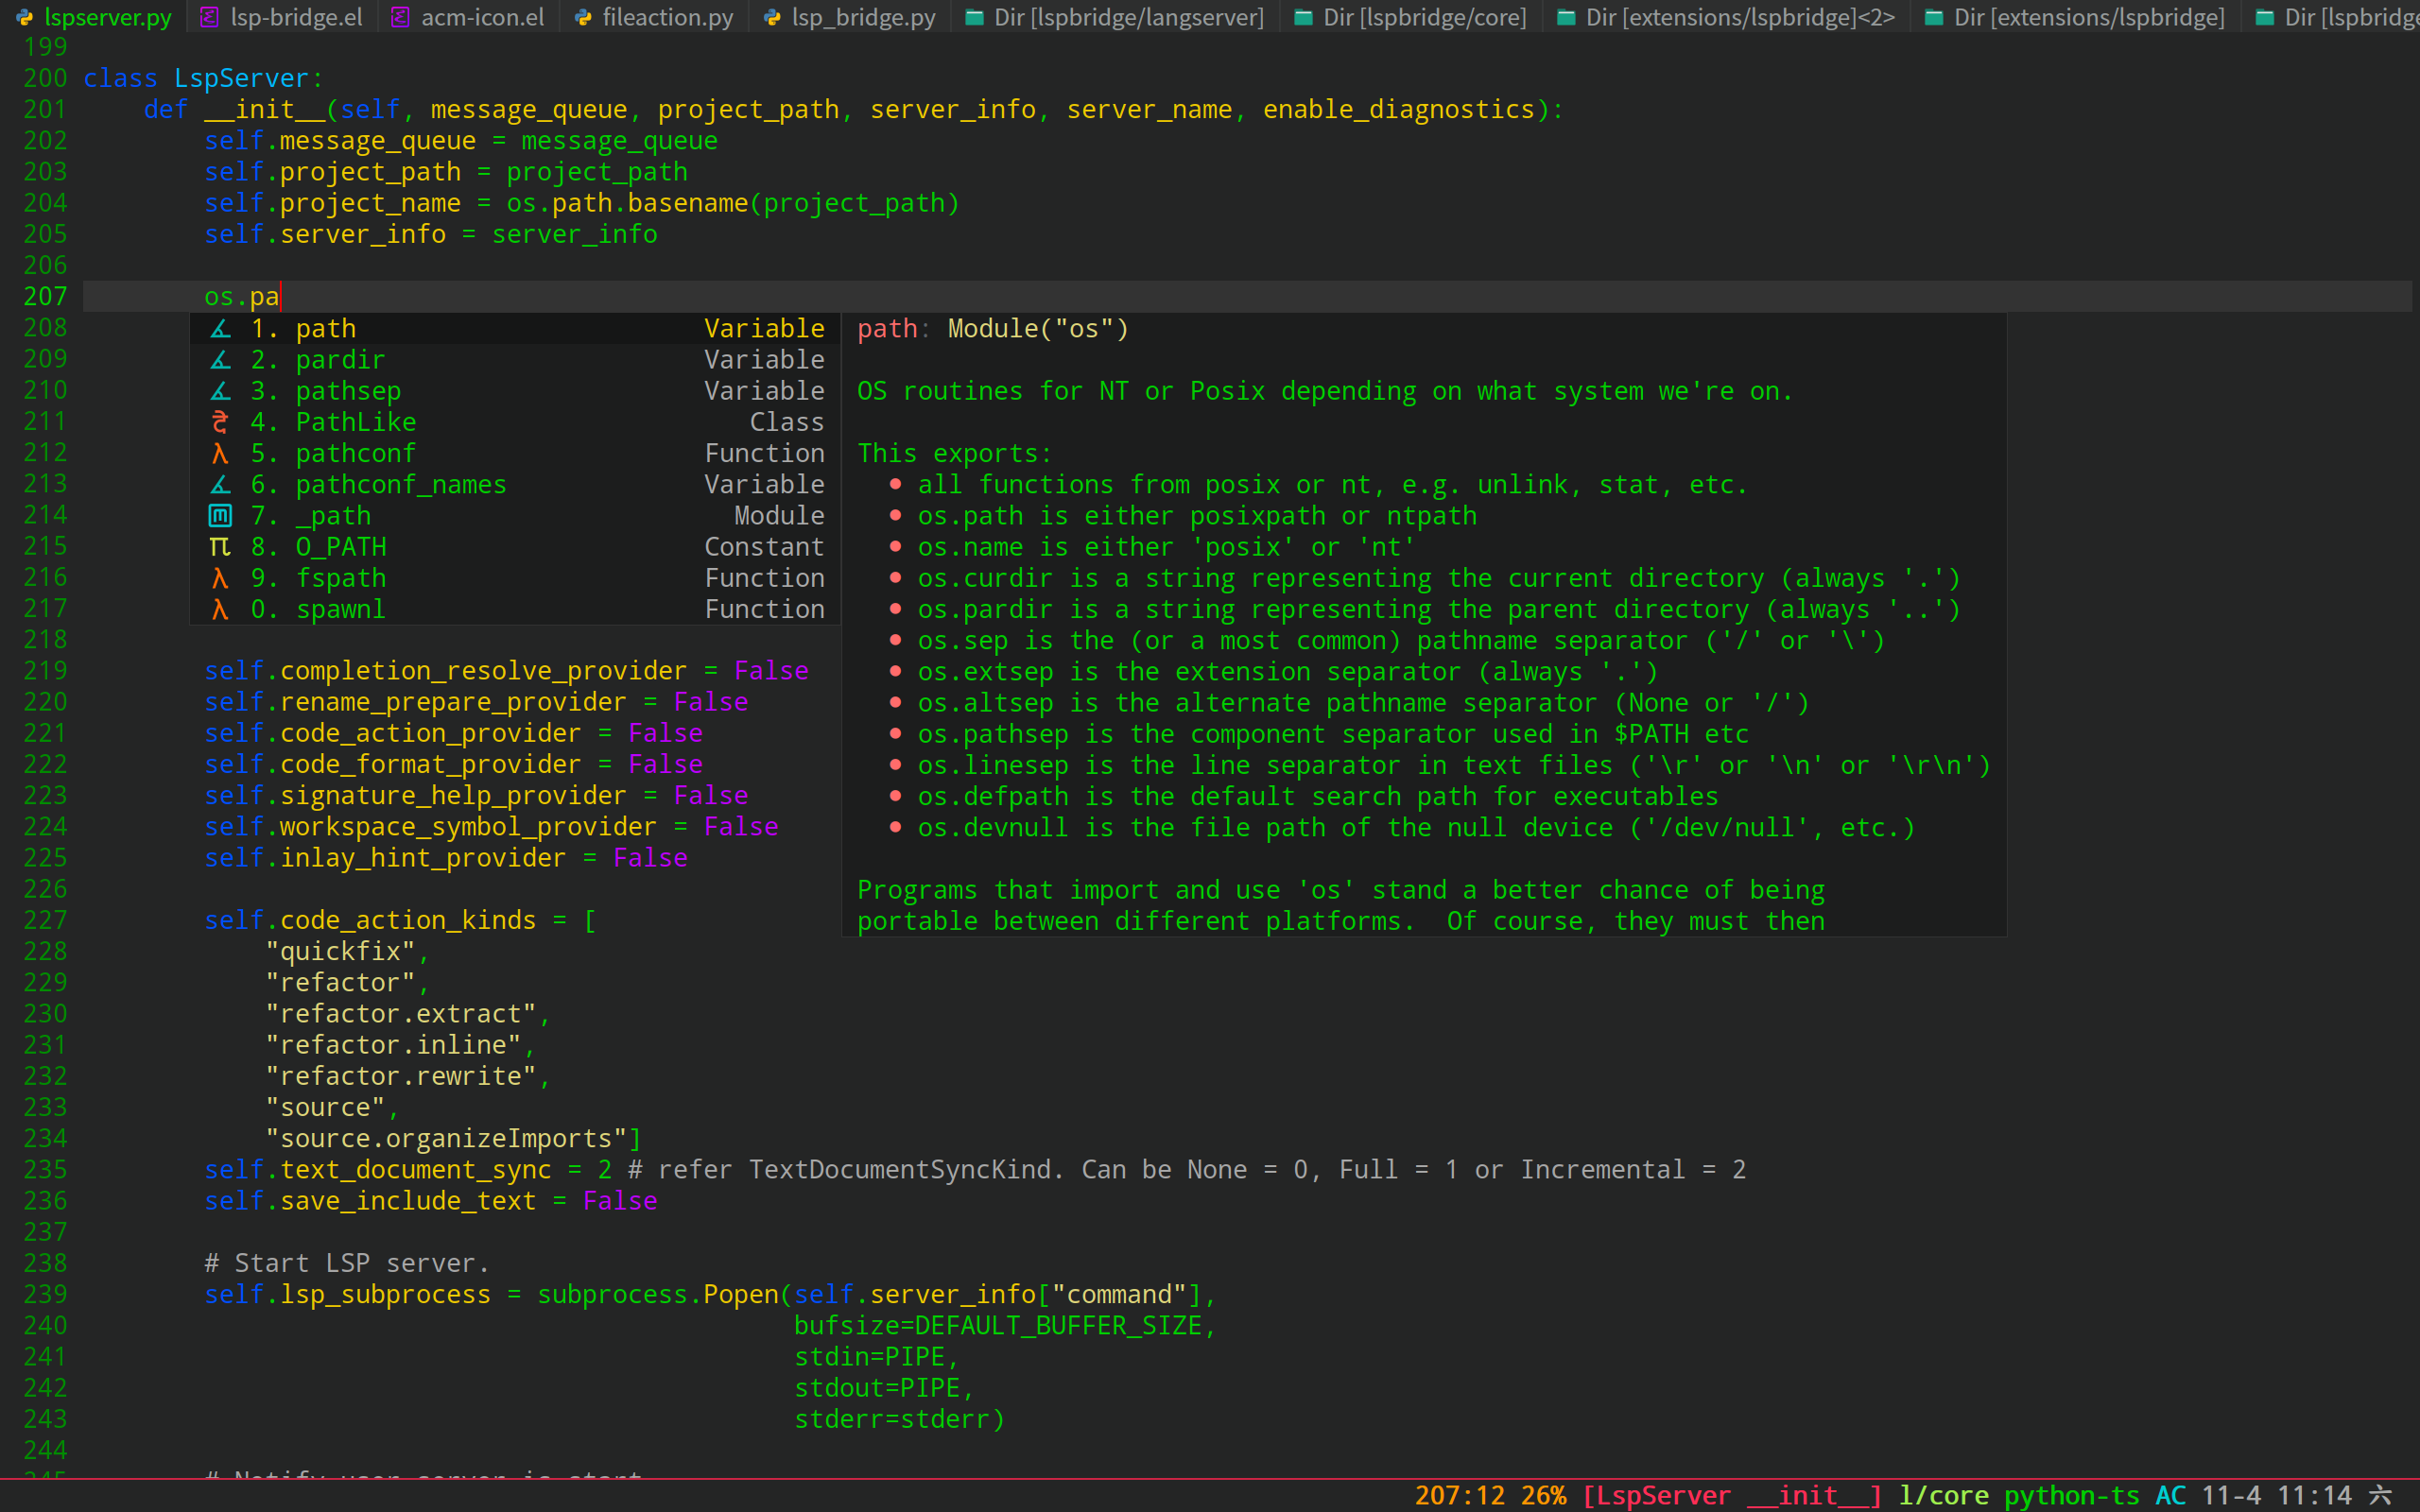 lspserver.py lsp-bridge.el acm-icon.el fileaction.py lsp_bridge.py Dir [lspbridge/langserver] Dir [lspbridge/core] Dir [extensions/lspbridge]<2> Dir [extensions/lspbridge] Dir [lspbridge
199
200 class LspServer:
201     def __init__(self, message_queue, project_path, server_info, server_name, enable_diagnostics):
202         self.message_queue = message_queue
203         self.project_path = project_path
204         self.project_name = os.path.basename(project_path)
205         self.server_info = server_info
206
207         os.pa
208 1. path Variable path: Module("os")
209 2. pardir Variable
210 3. pathsep Variable OS routines for NT or Posix depending on what system we're on.
211 4. PathLike Class
212 λ 5. pathconf Function This exports:
213 6. pathconf_names Variable • all functions from posix or nt, e.g. unlink, stat, etc.
214 m 7. _path Module • os.path is either posixpath or ntpath
215 π 8. O_PATH Constant • os.name is either 'posix' or 'nt'
216 λ 9. fspath Function • os.curdir is a string representing the current directory (always '.')
217 λ 0. spawnl Function • os.pardir is a string representing the parent directory (always '..')
218 • os.sep is the (or a most common) pathname separator ('/' or '\')
219         self.completion_resolve_provider = False • os.extsep is the extension separator (always '.')
220         self.rename_prepare_provider = False • os.altsep is the alternate pathname separator (None or '/')
221         self.code_action_provider = False • os.pathsep is the component separator used in $PATH etc
222         self.code_format_provider = False • os.linesep is the line separator in text files ('\r' or '\n' or '\r\n')
223         self.signature_help_provider = False • os.defpath is the default search path for executables
224         self.workspace_symbol_provider = False • os.devnull is the file path of the null device ('/dev/null', etc.)
225         self.inlay_hint_provider = False
226 Programs that import and use 'os' stand a better chance of being
227         self.code_action_kinds = [ portable between different platforms.  Of course, they must then
228             "quickfix",
229             "refactor",
230             "refactor.extract",
231             "refactor.inline",
232             "refactor.rewrite",
233             "source",
234             "source.organizeImports"]
235         self.text_document_sync = 2 # refer TextDocumentSyncKind. Can be None = 0, Full = 1 or Incremental = 2
236         self.save_include_text = False
237
238         # Start LSP server.
239         self.lsp_subprocess = subprocess.Popen(self.server_info["command"],
240                                                bufsize=DEFAULT_BUFFER_SIZE,
241                                                stdin=PIPE,
242                                                stdout=PIPE,
243                                                stderr=stderr)
244
245         # Notify user server is start
207:12 26% [LspServer __init__] l/core python-ts AC 11-4 11:14 六